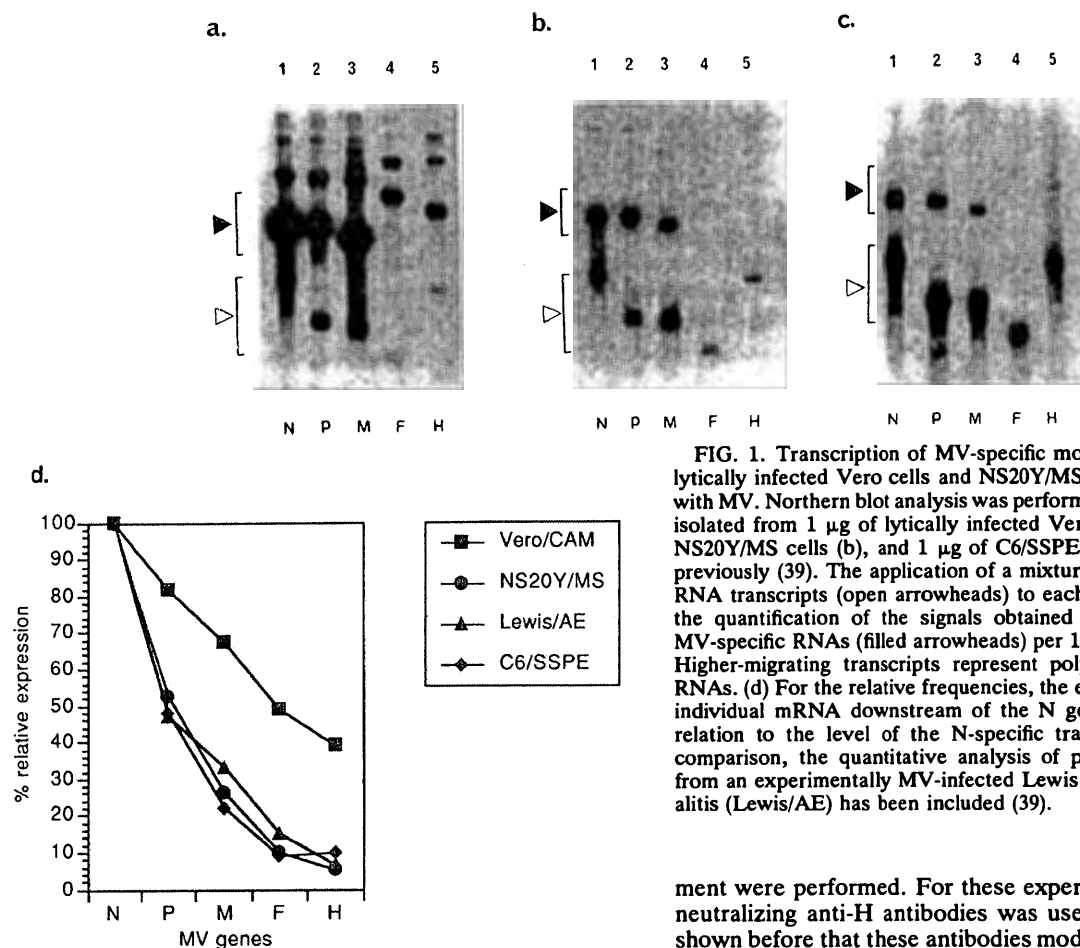 a.
1 2 3 4 5
N P M F H
b.
1 2 3 4 5
N P M F H
c.
1 2 3 4 5
N P M F H
d.
100
90
80
70
60
50
40
30
20
10
0
% relative expression
N P M F H
MV genes
Vero/CAM
NS20Y/MS
Lewis/AE
C6/SSPE
FIG. 1. Transcription of MV-specific mo
lytically infected Vero cells and NS20Y/MS
with MV. Northern blot analysis was perform
isolated from 1 μg of lytically infected Ver
NS20Y/MS cells (b), and 1 μg of C6/SSPE
previously (39). The application of a mixtur
RNA transcripts (open arrowheads) to each
the quantification of the signals obtained
MV-specific RNAs (filled arrowheads) per 1
Higher-migrating transcripts represent pol
RNAs. (d) For the relative frequencies, the e
individual mRNA downstream of the N ge
relation to the level of the N-specific tra
comparison, the quantitative analysis of p
from an experimentally MV-infected Lewis
alitis (Lewis/AE) has been included (39).
ment were performed. For these exper
neutralizing anti-H antibodies was use
shown before that these antibodies mod